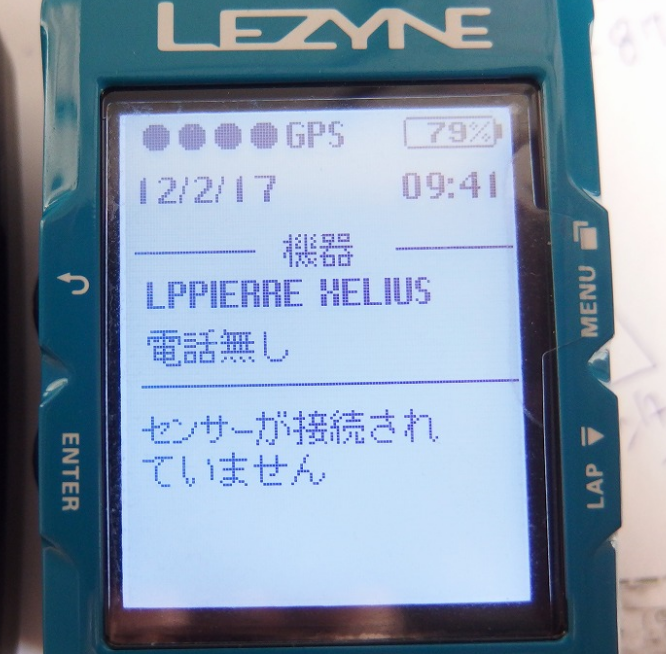 LEZYNE
GPS 79%
12/2/17 09:41
機器
LPPIERRE XELIUS
電話無し
センサーが接続され
ていません
MENU
ENTER
LAP